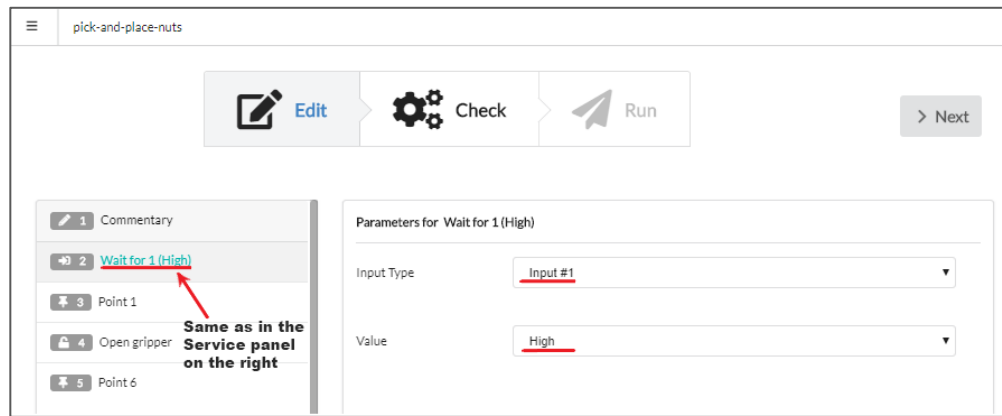 pick-and-place-nuts
Edit
Check
Run
> Next
1 Commentary
2 Wait for 1 (High)
3 Point 1
4 Open gripper
5 Point 6
Same as in the
Service panel
on the right
Parameters for Wait for 1 (High)
Input Type
Input #1
Value
High